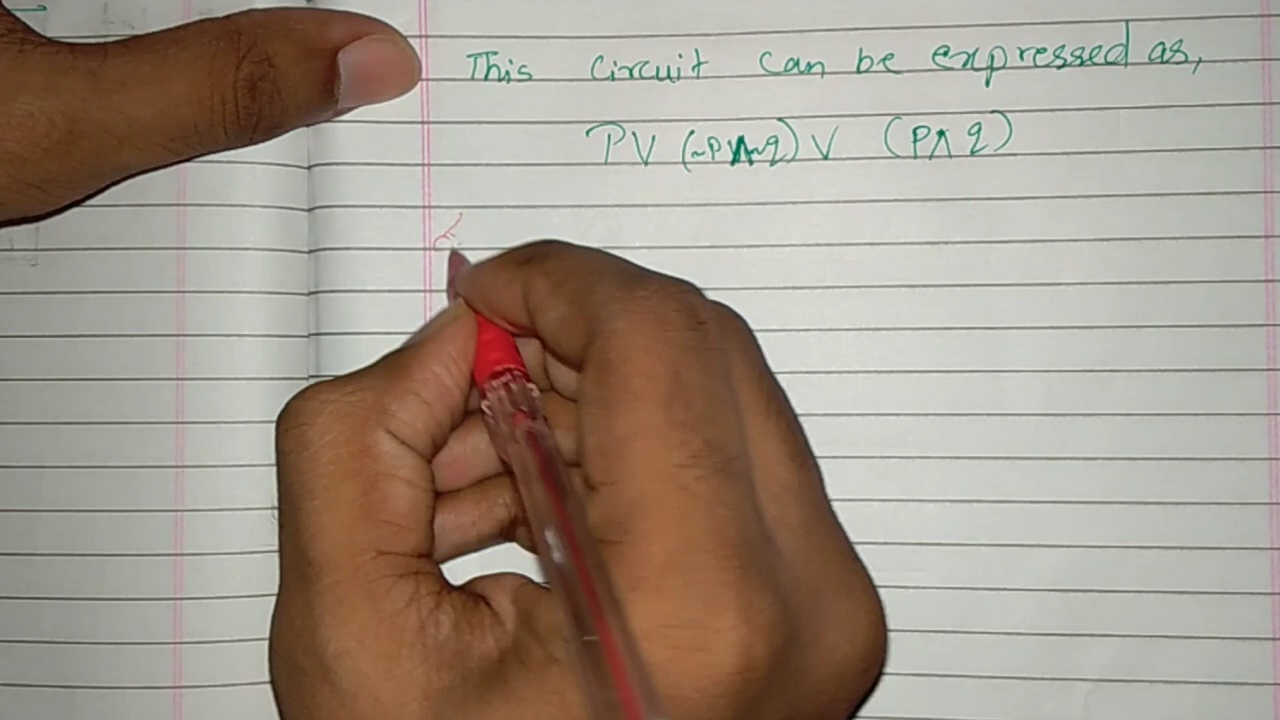 This Circuit can be expressed as,
P∨ (~P∧~q) ∨ (P∧q)